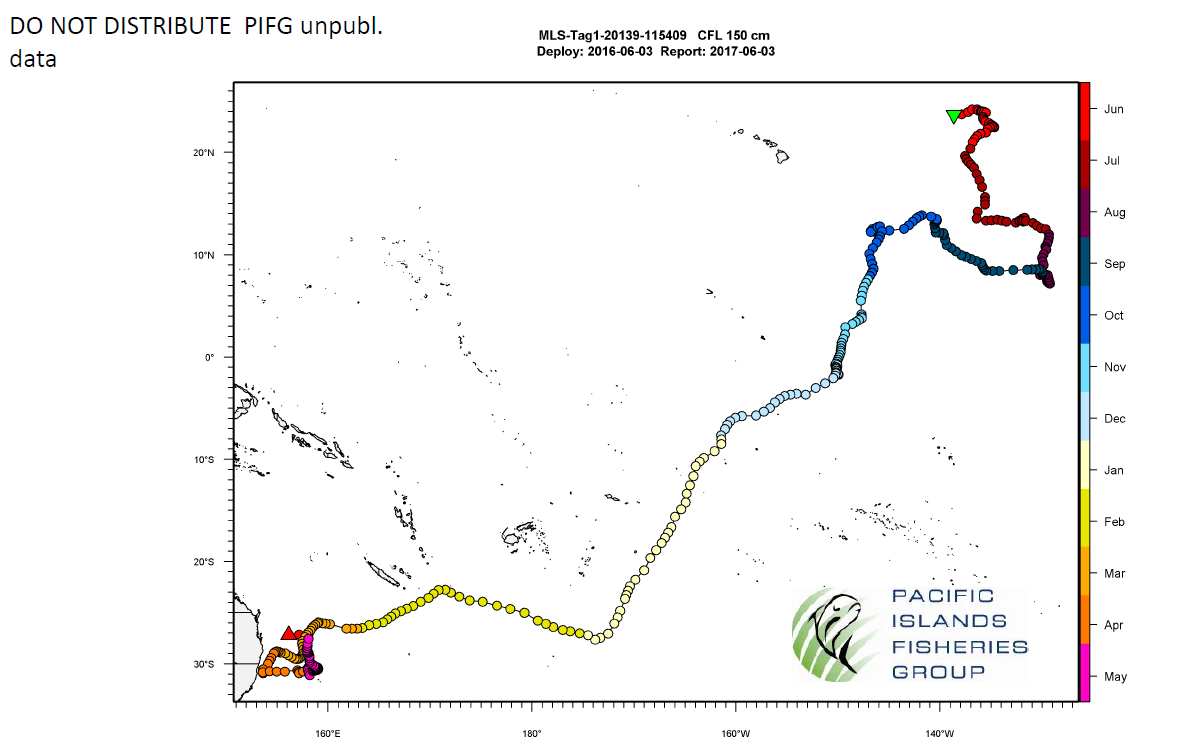 DO NOT DISTRIBUTE PIFG unpubl.
data
MLS-Tag1-20139-115409 CFL 150 cm
Deploy: 2016-06-03 Report: 2017-06-03
20°N
10°N
0°
10°S
20°S
30°S
160°E
180°
160°W
140°W
Jun
Jul
Aug
Sep
Oct
Nov
Dec
Jan
Feb
Mar
Apr
May
PACIFIC
ISLANDS
FISHERIES
GROUP